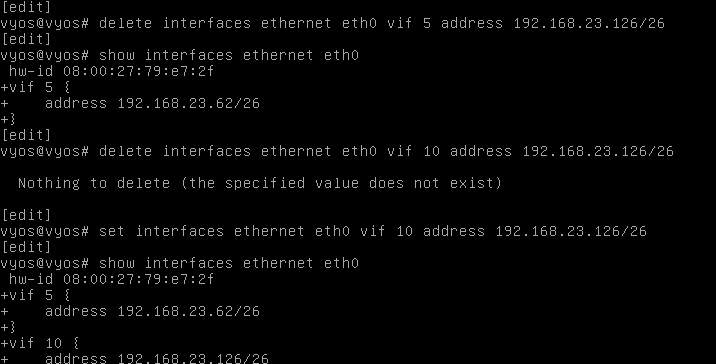 [edit]
vyos@vyos# delete interfaces ethernet eth0 vif 5 address 192.168.23.126/26
[edit]
vyos@vyos# show interfaces ethernet eth0
 hw-id 08:00:27:79:e7:2f
+vif 5 {
+    address 192.168.23.62/26
+}
[edit]
vyos@vyos# delete interfaces ethernet eth0 vif 10 address 192.168.23.126/26
  Nothing to delete (the specified value does not exist)
[edit]
vyos@vyos# set interfaces ethernet eth0 vif 10 address 192.168.23.126/26
[edit]
vyos@vyos# show interfaces ethernet eth0
 hw-id 08:00:27:79:e7:2f
+vif 5 {
+    address 192.168.23.62/26
+}
+vif 10 {
+    address 192.168.23.126/26